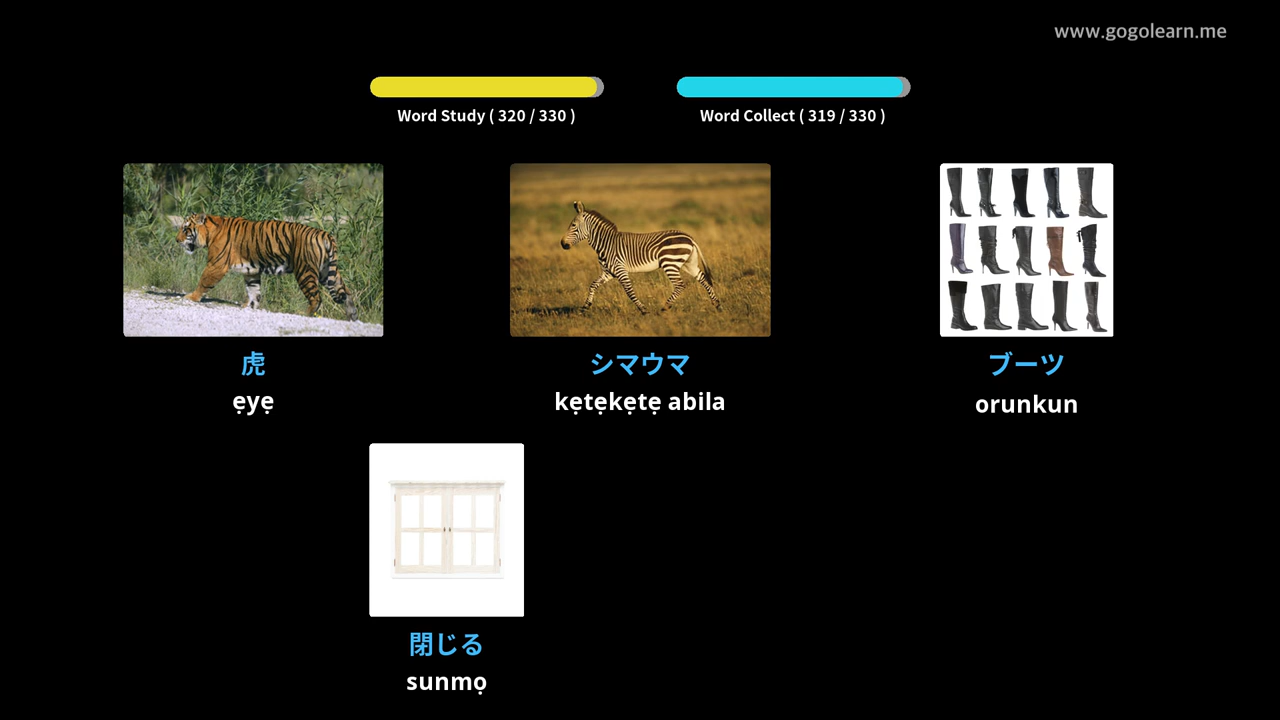 www.gogolearn.me
Word Study ( 320 / 330 )
Word Collect ( 319 / 330 )
虎
ẹyẹ
シマウマ
kẹtẹkẹtẹ abila
ブーツ
orunkun
閉じる
sunmọ